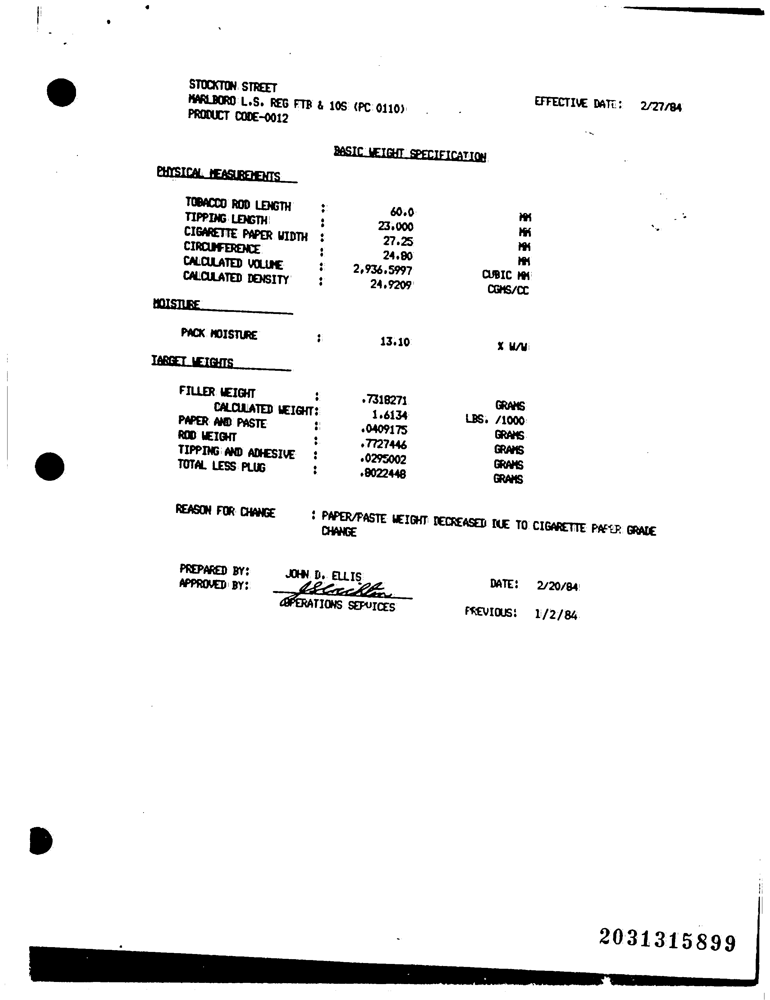 STOCKTON STREET
MARLBORO L.S. REG FTB & 10S (PC 0110)
PRODUCT CODE-0012
EFFECTIVE DATE: 2/27/84
BASIC WEIGHT SPECIFICATION
PHYSICAL MEASUREMENTS
TOBACCO ROD LENGTH : 60.0 MM
TIPPING LENGTH : 23.000 MM
CIGARETTE PAPER WIDTH : 27.25 MM
CIRCUMFERENCE : 24.80 MM
CALCULATED VOLUME : 2,936.5997 CUBIC MM
CALCULATED DENSITY : 24.9209 CGMS/CC
MOISTURE
PACK MOISTURE : 13.10 % W/W
TARGET WEIGHTS
FILLER WEIGHT : .7318271 GRAMS
CALCULATED WEIGHT: 1.6134 LBS. /1000
PAPER AND PASTE : .0409175 GRAMS
ROD WEIGHT : .7727446 GRAMS
TIPPING AND ADHESIVE : .0295002 GRAMS
TOTAL LESS PLUG : .8022448 GRAMS
REASON FOR CHANGE : PAPER/PASTE WEIGHT DECREASED DUE TO CIGARETTE PAPER GRADE
CHANGE
PREPARED BY: JOHN D. ELLIS DATE: 2/20/84
APPROVED BY:
OPERATIONS SERVICES PREVIOUS: 1/2/84
2031315899